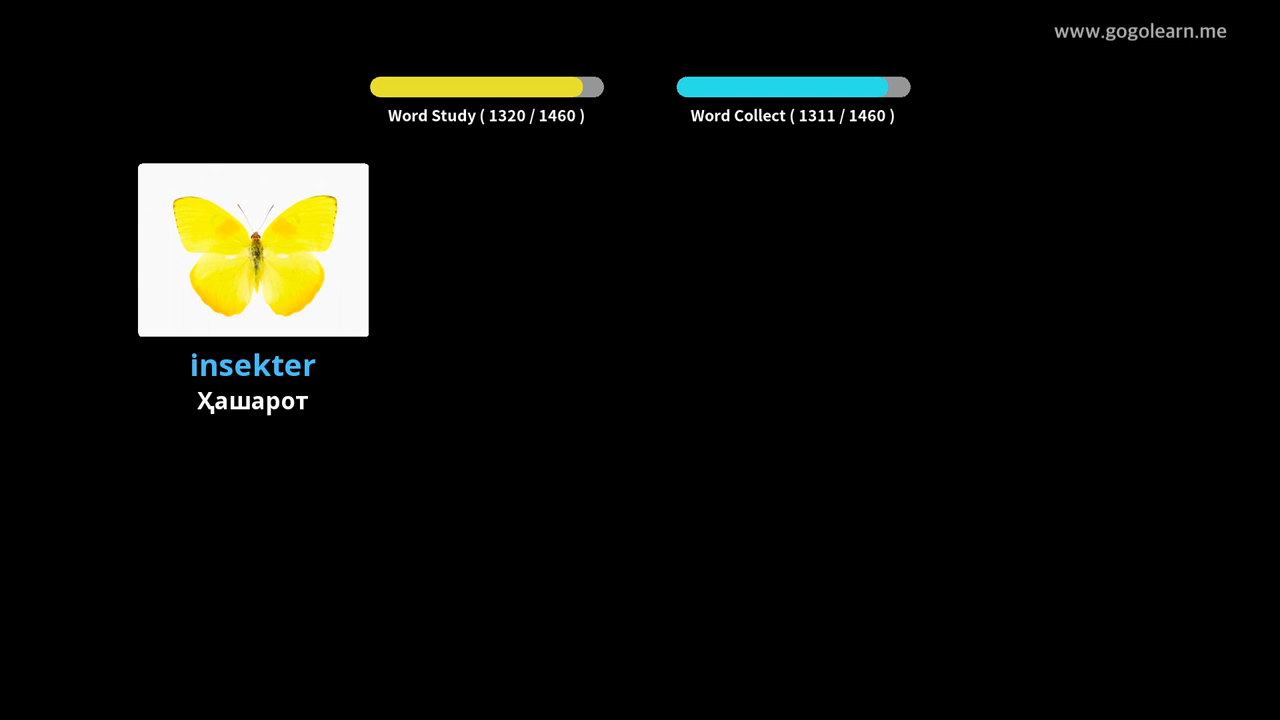 www.gogolearn.me
Word Study ( 1320 / 1460 )
Word Collect ( 1311 / 1460 )
insekter
Ҳашарот